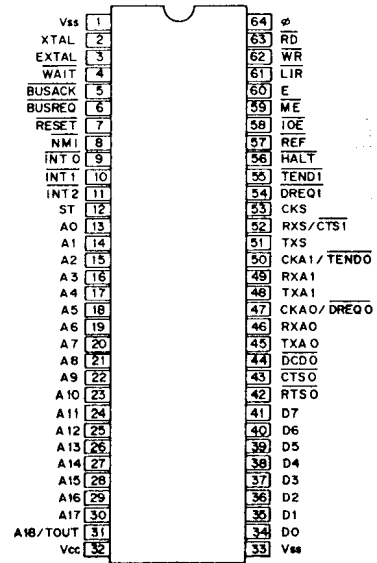 Vss 1 64 ø
XTAL 2 63 RD
EXTAL 3 62 WR
WAIT 4 61 LIR
BUSACK 5 60 E
BUSREQ 6 59 ME
RESET 7 58 IOE
NMI 8 57 REF
INT 0 9 56 HALT
INT 1 10 55 TEND1
INT 2 11 54 DREQ1
ST 12 53 CKS
A0 13 52 RXS/CTS1
A1 14 51 TXS
A2 15 50 CKA1/TEND0
A3 16 49 RXA1
A4 17 48 TXA1
A5 18 47 CKA0/DREQ0
A6 19 46 RXA0
A7 20 45 TXA0
A8 21 44 DCD0
A9 22 43 CTS0
A10 23 42 RTS0
A11 24 41 D7
A12 25 40 D6
A13 26 39 D5
A14 27 38 D4
A15 28 37 D3
A16 29 36 D2
A17 30 35 D1
A18/TOUT 31 34 D0
Vcc 32 33 Vss